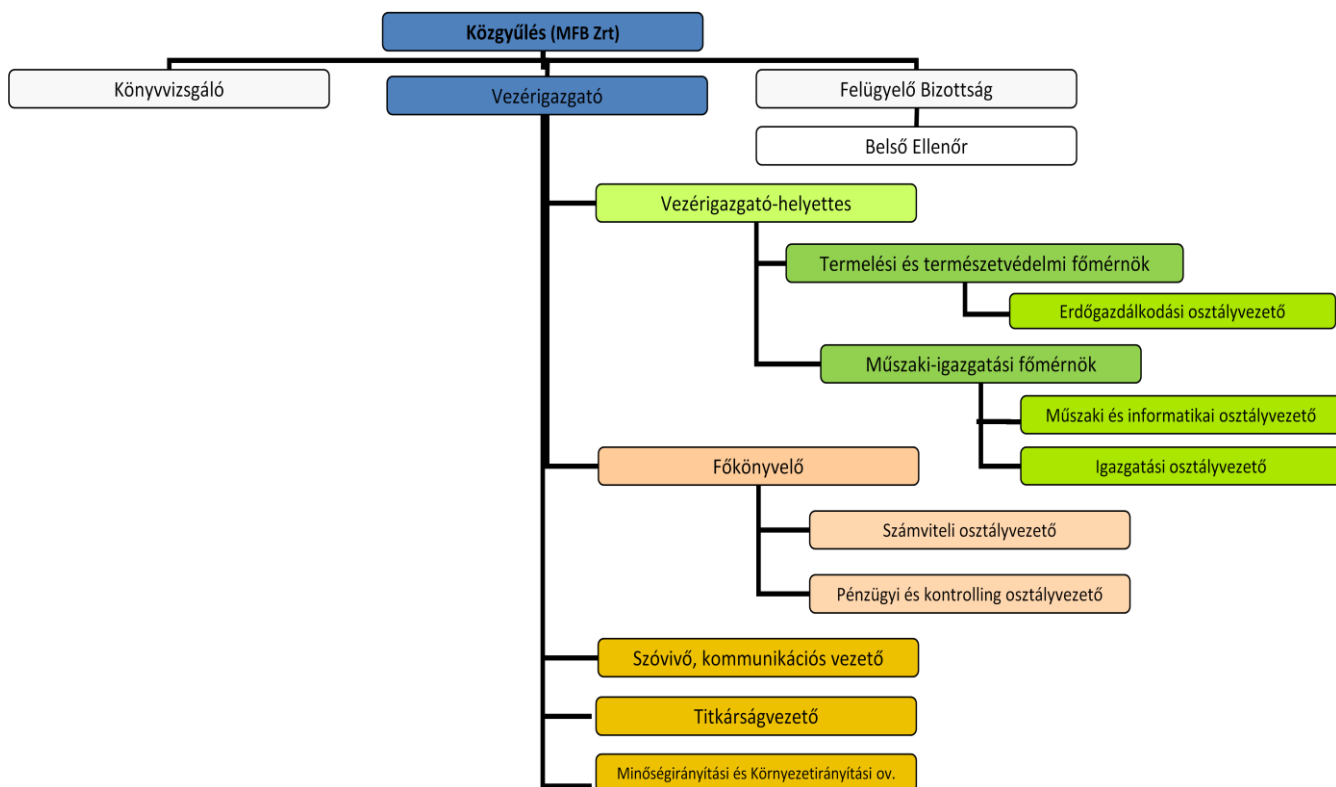 Közgyűlés (MFB Zrt)
Könyvvizsgáló
Vezérigazgató
Felügyelő Bizottság
Belső Ellenőr
Vezérigazgató-helyettes
Termelési és természetvédelmi főmérnök
Erdőgazdálkodási osztályvezető
Műszaki-igazgatási főmérnök
Műszaki és informatikai osztályvezető
Igazgatási osztályvezető
Főkönyvelő
Számviteli osztályvezető
Pénzügyi és kontrolling osztályvezető
Szóvivő, kommunikációs vezető
Titkárságvezető
Minőségirányítási és Környezetirányítási ov.